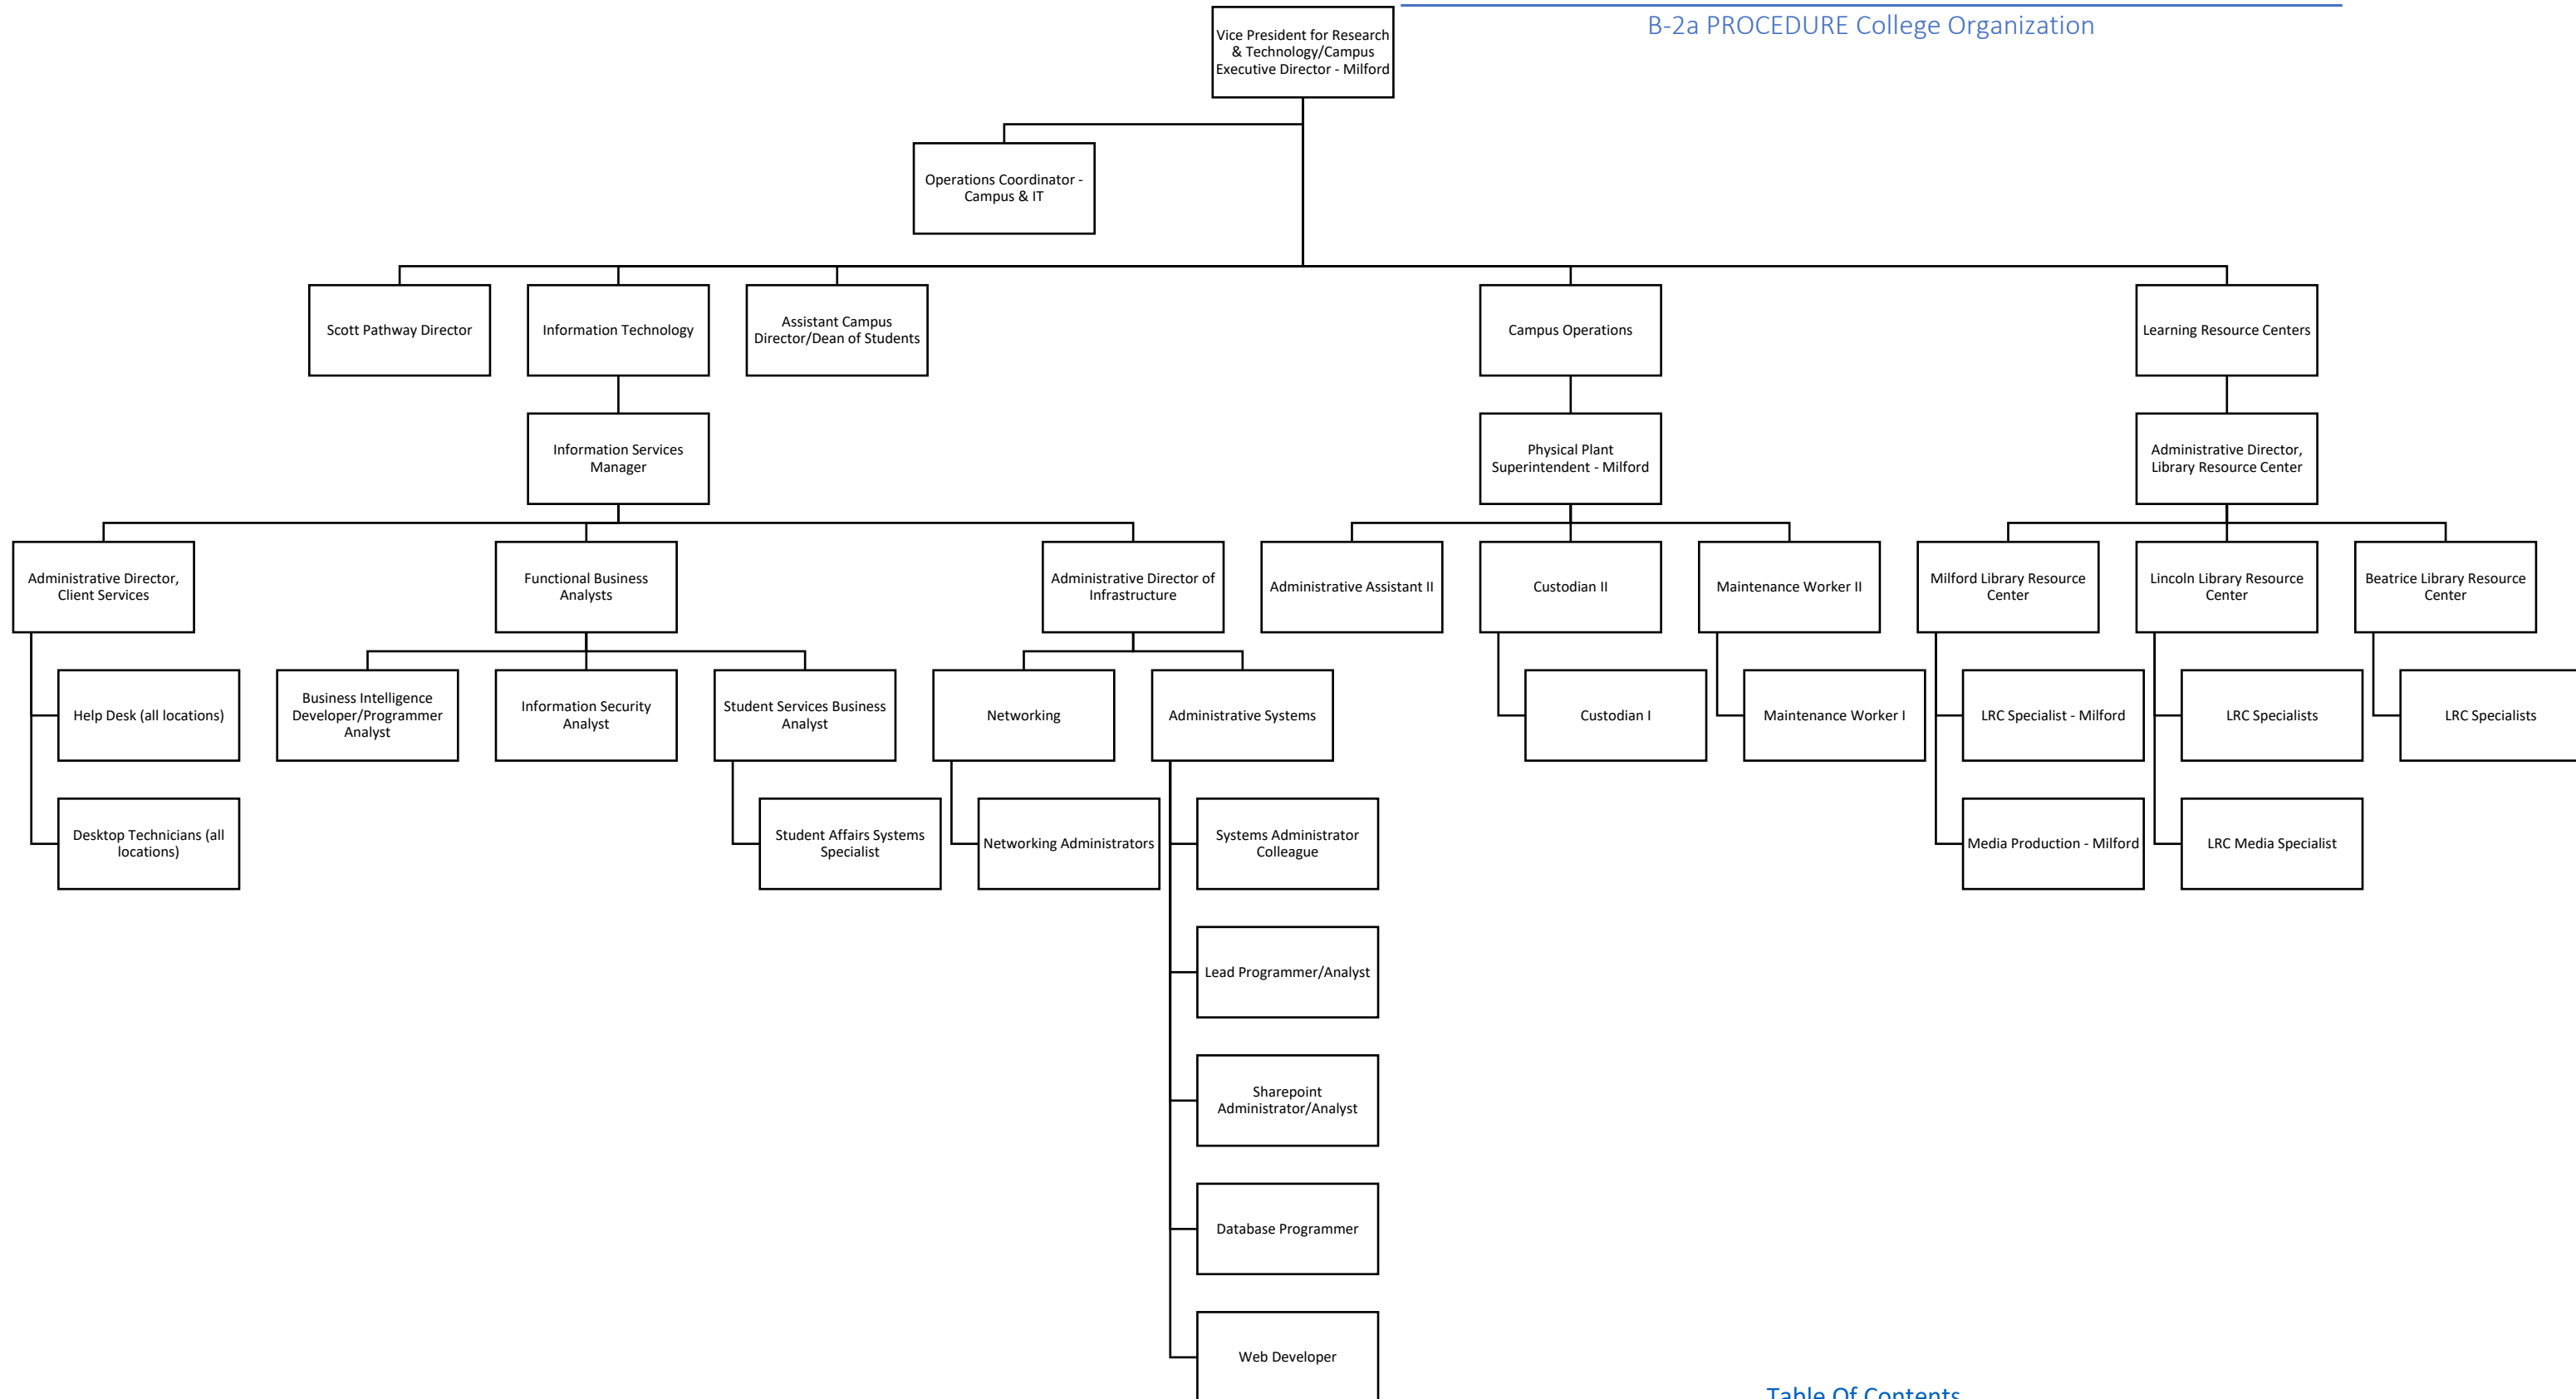 B-2a PROCEDURE College Organization
Vice President for Research
& Technology/Campus
Executive Director - Milford
Operations Coordinator -
Campus & IT
Scott Pathway Director
Information Technology
Assistant Campus
Director/Dean of Students
Campus Operations
Learning Resource Centers
Information Services
Manager
Physical Plant
Superintendent - Milford
Administrative Director,
Library Resource Center
Administrative Director,
Client Services
Functional Business
Analysts
Administrative Director of
Infrastructure
Administrative Assistant II
Custodian II
Maintenance Worker II
Milford Library Resource
Center
Lincoln Library Resource
Center
Beatrice Library Resource
Center
Help Desk (all locations)
Business Intelligence
Developer/Programmer
Analyst
Information Security
Analyst
Student Services Business
Analyst
Networking
Administrative Systems
Custodian I
Maintenance Worker I
LRC Specialist - Milford
LRC Specialists
LRC Specialists
Desktop Technicians (all
locations)
Student Affairs Systems
Specialist
Networking Administrators
Systems Administrator
Colleague
Media Production - Milford
LRC Media Specialist
Lead Programmer/Analyst
Sharepoint
Administrator/Analyst
Database Programmer
Web Developer
Table Of Contents